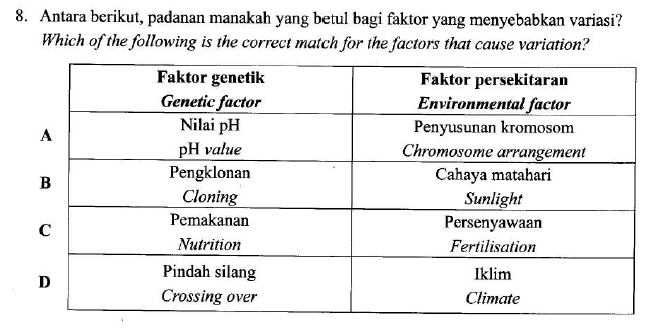 8. Antara berikut, padanan manakah yang betul bagi faktor yang menyebabkan variasi?
Which of the following is the correct match for the factors that cause variation?
Faktor genetik Faktor persekitaran
Genetic factor Environmental factor
A Nilai pH Penyusunan kromosom
pH value Chromosome arrangement
B Pengklonan Cahaya matahari
Cloning Sunlight
C Pemakanan Persenyawaan
Nutrition Fertilisation
D Pindah silang Iklim
Crossing over Climate